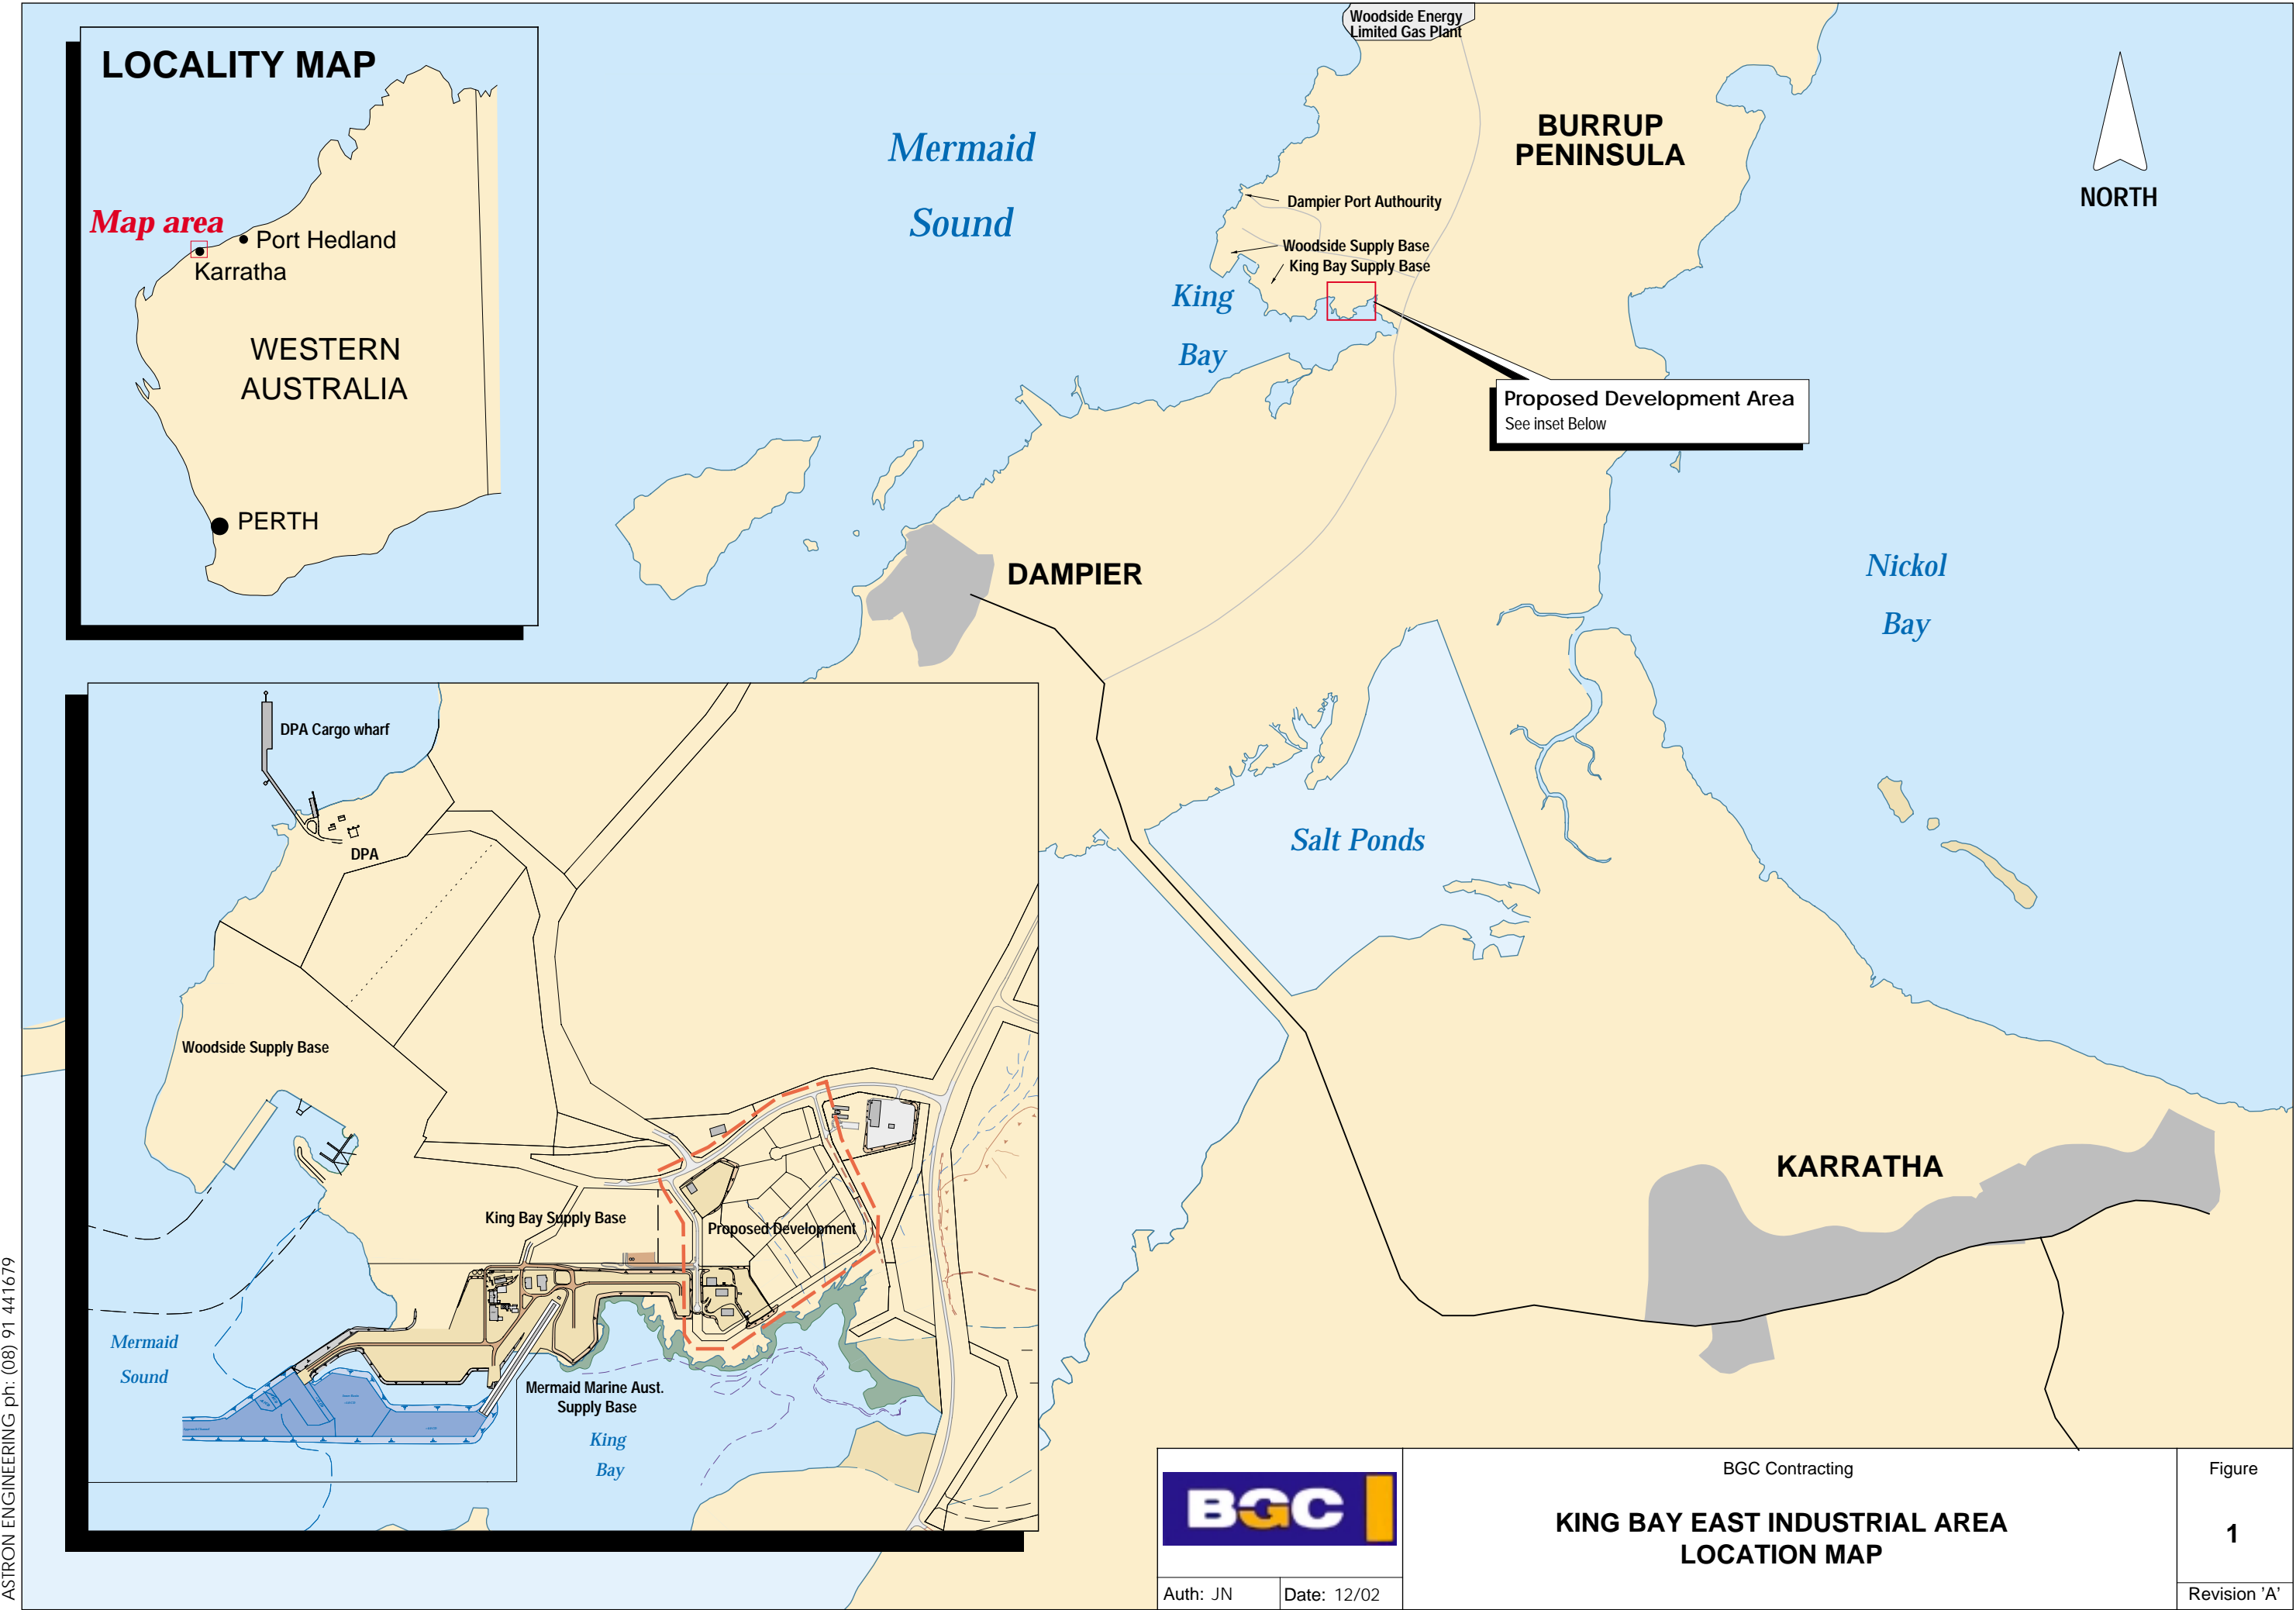 Woodside Energy
Limited Gas Plant
LOCALITY MAP
Map area
Port Hedland
Karratha
WESTERN
AUSTRALIA
PERTH
Mermaid
Sound
BURRUP
PENINSULA
NORTH
Dampier Port Authourity
Woodside Supply Base
King Bay Supply Base
King
Bay
Proposed Development Area
See inset Below
DAMPIER
Nickol
Bay
Salt Ponds
KARRATHA
DPA Cargo wharf
DPA
Woodside Supply Base
King Bay Supply Base
Proposed Development
Mermaid
Sound
Mermaid Marine Aust.
Supply Base
King
Bay
ASTRON ENGINEERING ph: (08) 91 441679
BGC
Auth: JN
Date: 12/02
BGC Contracting
KING BAY EAST INDUSTRIAL AREA
LOCATION MAP
Figure
1
Revision 'A'